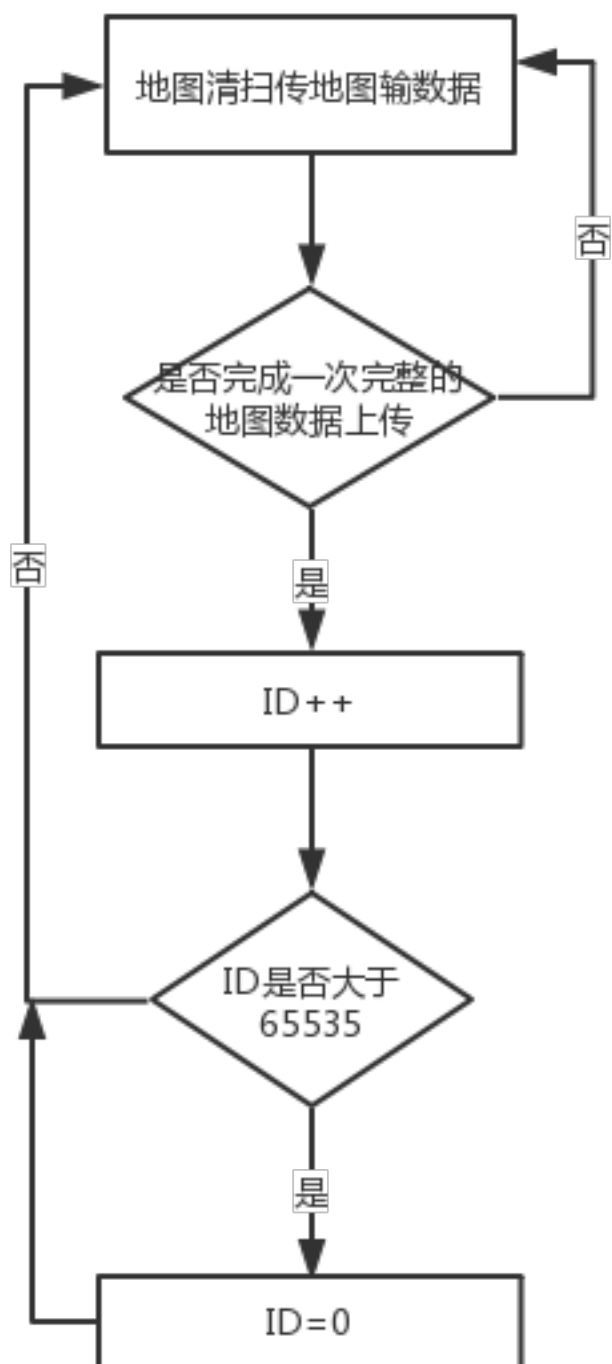 地图清扫传地图输数据
否
是否完成一次完整的
地图数据上传
否
是
ID++
ID是否大于
65535
是
ID=0